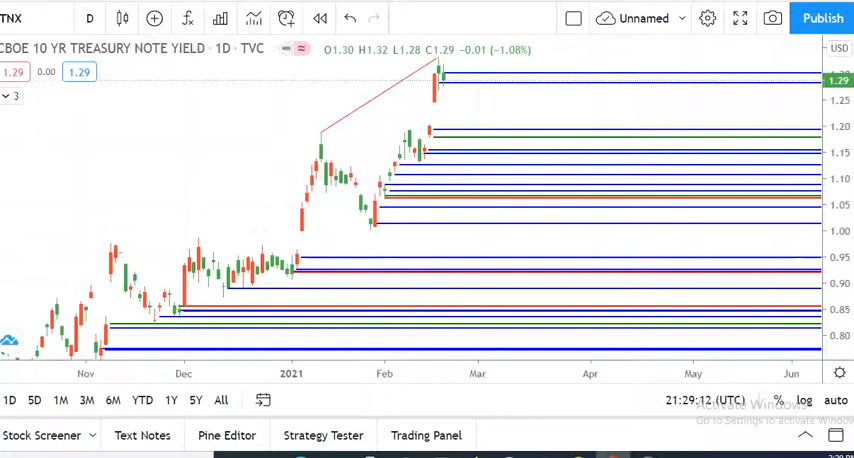 TNX D Unnamed Publish
CBOE 10 YR TREASURY NOTE YIELD · 1D · TVC O1.30 H1.32 L1.28 C1.29 −0.01 (−1.08%) USD
1.29 0.00 1.29
3
1.29
1.25
1.20
1.15
1.10
1.05
1.00
0.95
0.90
0.85
0.80
Nov Dec 2021 Feb Mar Apr May Jun
1D 5D 1M 3M 6M YTD 1Y 5Y All 21:29:12 (UTC) % log auto
Activate Windows
Go to Settings to activate Window
Stock Screener Text Notes Pine Editor Strategy Tester Trading Panel